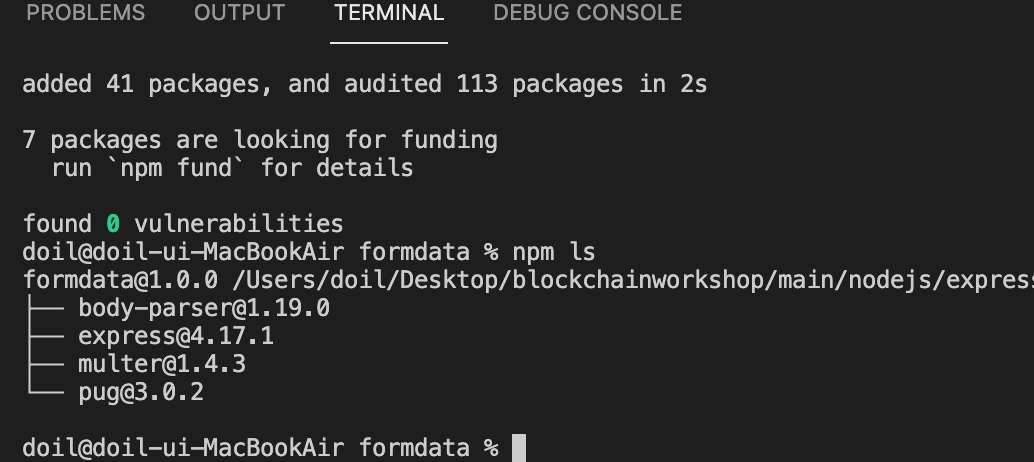 PROBLEMS OUTPUT TERMINAL DEBUG CONSOLE
added 41 packages, and audited 113 packages in 2s
7 packages are looking for funding
  run `npm fund` for details
found 0 vulnerabilities
doil@doil-ui-MacBookAir formdata % npm ls
formdata@1.0.0 /Users/doil/Desktop/blockchainworkshop/main/nodejs/express
├── body-parser@1.19.0
├── express@4.17.1
├── multer@1.4.3
└── pug@3.0.2
doil@doil-ui-MacBookAir formdata %